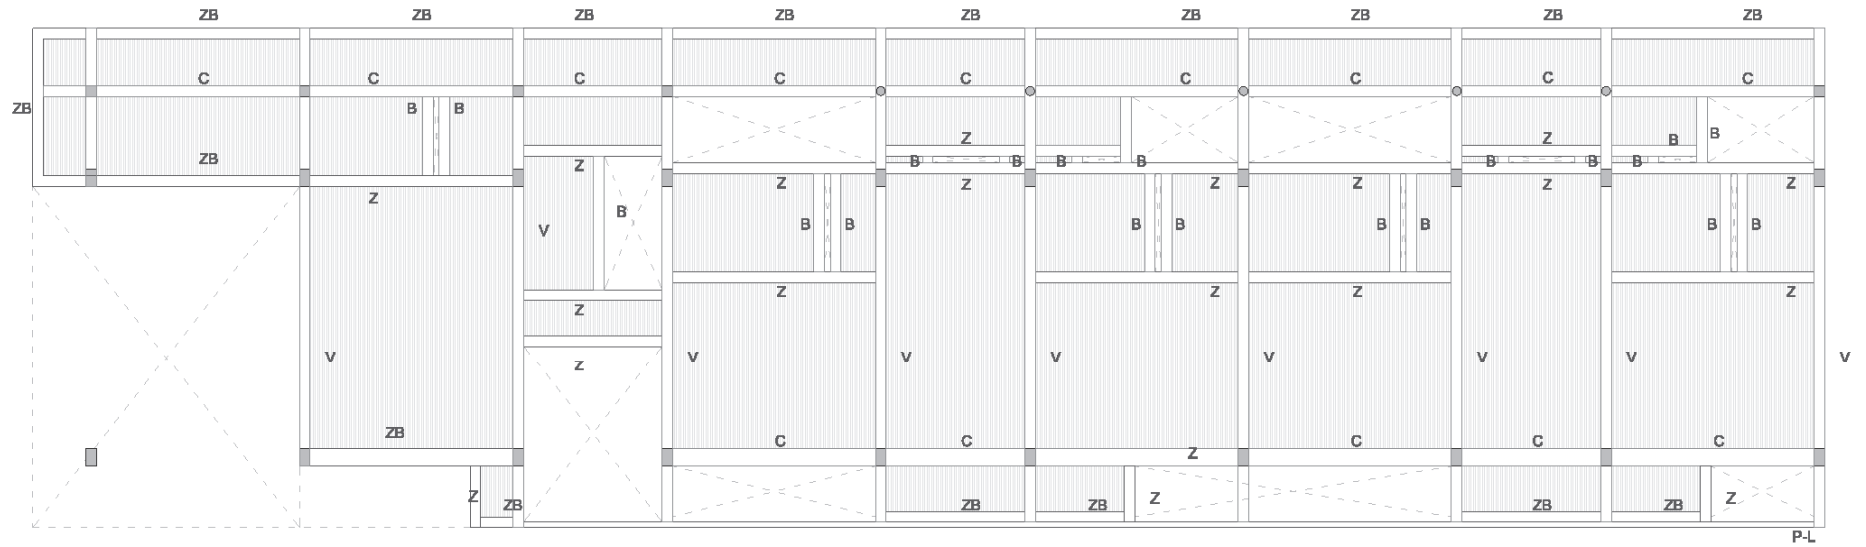 ZB ZB ZB ZB ZB ZB ZB ZB ZB
C C C C C C C C C
ZB B B
B
Z Z B
ZB B B B B B B B
Z Z Z Z Z Z Z
Z
B
V B B B B B B B B
Z Z Z Z
Z
V V V V V V V
Z
ZB
C C C C C
Z
Z Z Z
ZB ZB ZB ZB ZB
P-L